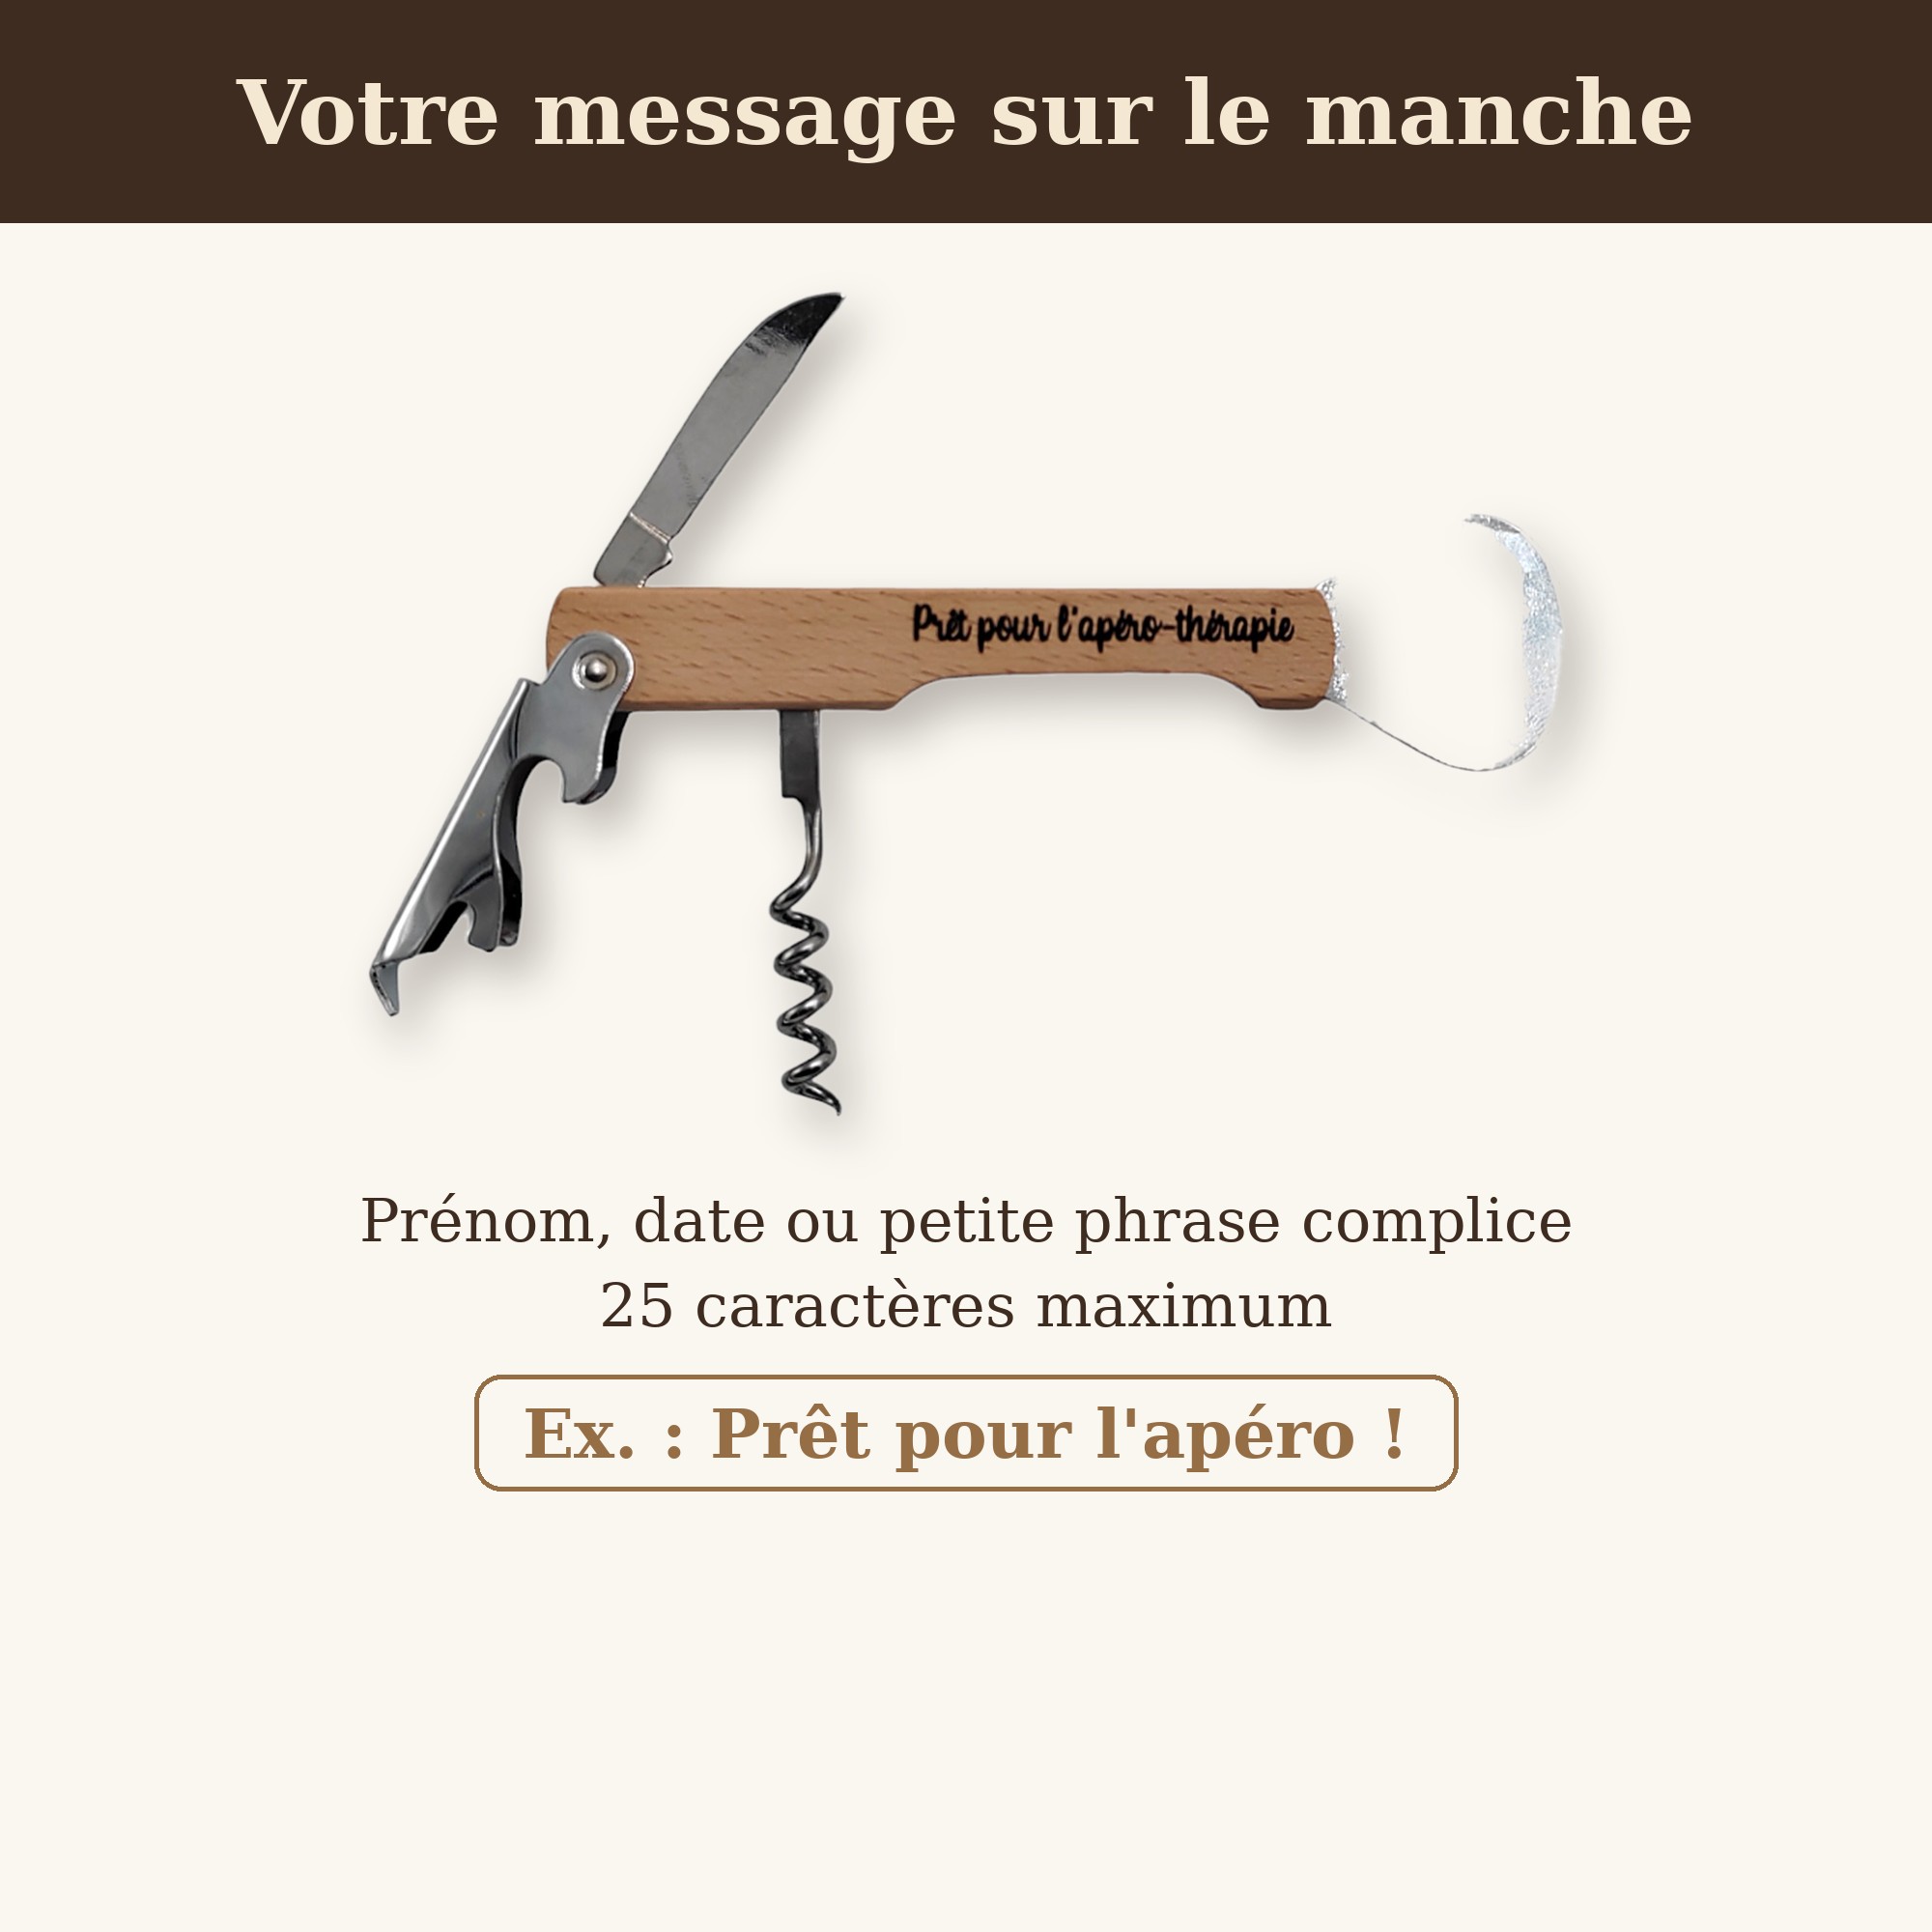 Votre message sur le manche
Prêt pour l'apéro-thérapie
Prénom, date ou petite phrase complice
25 caractères maximum
Ex. : Prêt pour l'apéro !